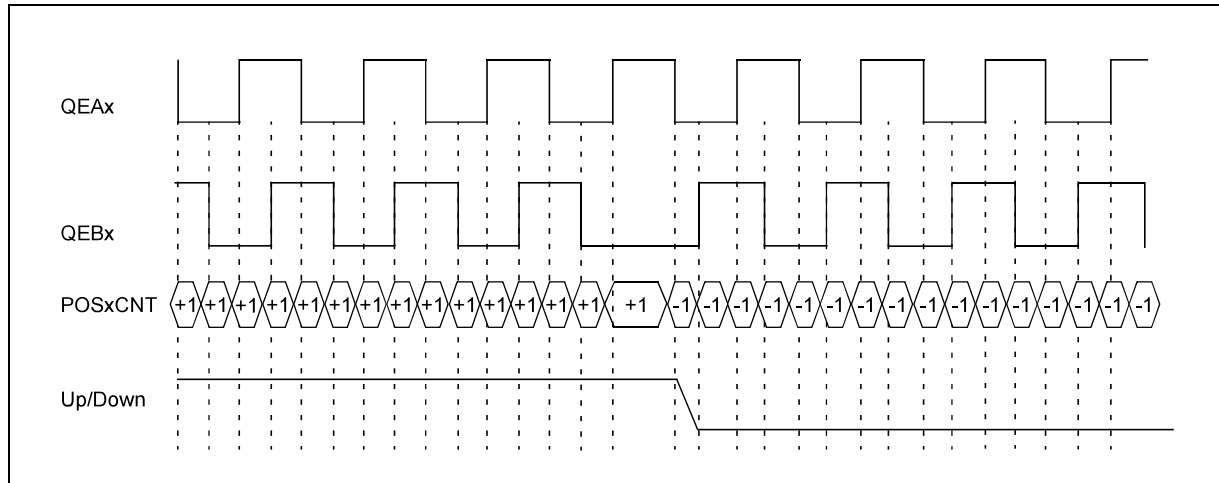 QEAx
QEBx
POSxCNT +1 +1 +1 +1 +1 +1 +1 +1 +1 +1 +1 +1 +1 +1 +1 -1 -1 -1 -1 -1 -1 -1 -1 -1 -1 -1 -1 -1 -1 -1 -1
Up/Down